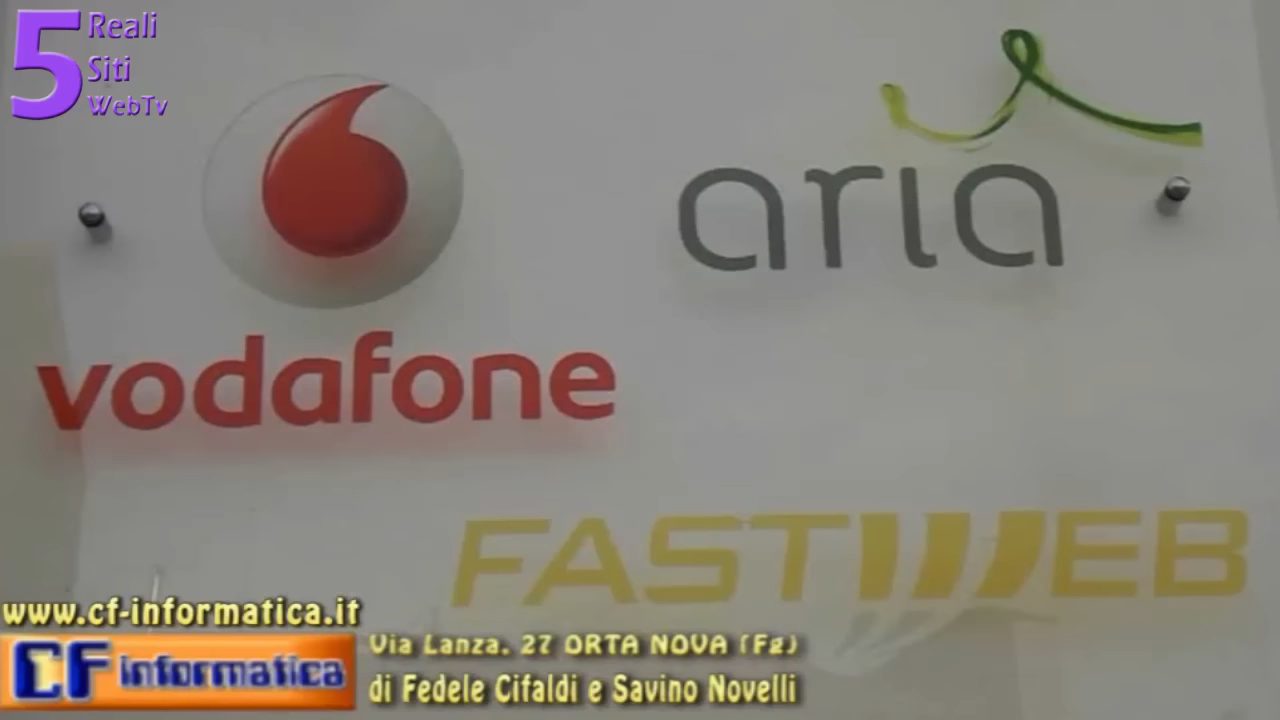 5 Reali
Siti
WebTv
aria
vodafone
FASTWEB
www.cf-informatica.it
CF informatica
Via Lanza. 27 ORTA NOVA (Fg)
di Fedele Cifaldi e Savino Novelli